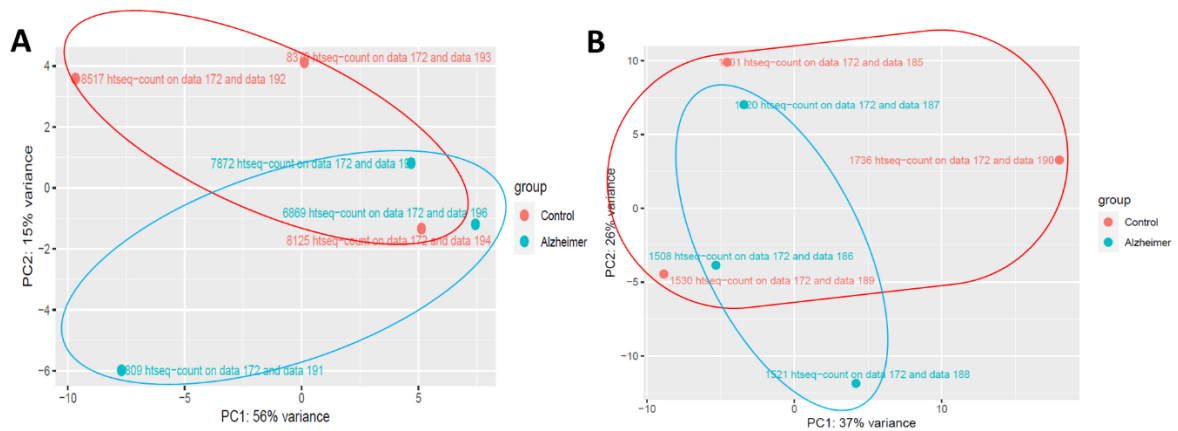 A
B
8517 htseq-count on data 172 and data 192
htseq-count on data 172 and data 193
7872 htseq-count on data 172 and data
6869 htseq-count on data 172 and data 196
8125 htseq-count on data 172 and data 194
htseq-count on data 172 and data 191
4
2
0
-2
-4
-6
PC2: 15% variance
-10
-5
0
5
PC1: 56% variance
group
Control
Alzheimer
htseq-count on data 172 and data 185
htseq-count on data 172 and data 187
1736 htseq-count on data 172 and data 190
1508 htseq-count on data 172 and data 186
1530 htseq-count on data 172 and data 189
1521 htseq-count on data 172 and data 188
10
5
0
-5
-10
PC2: 26% variance
-10
0
10
PC1: 37% variance
group
Control
Alzheimer